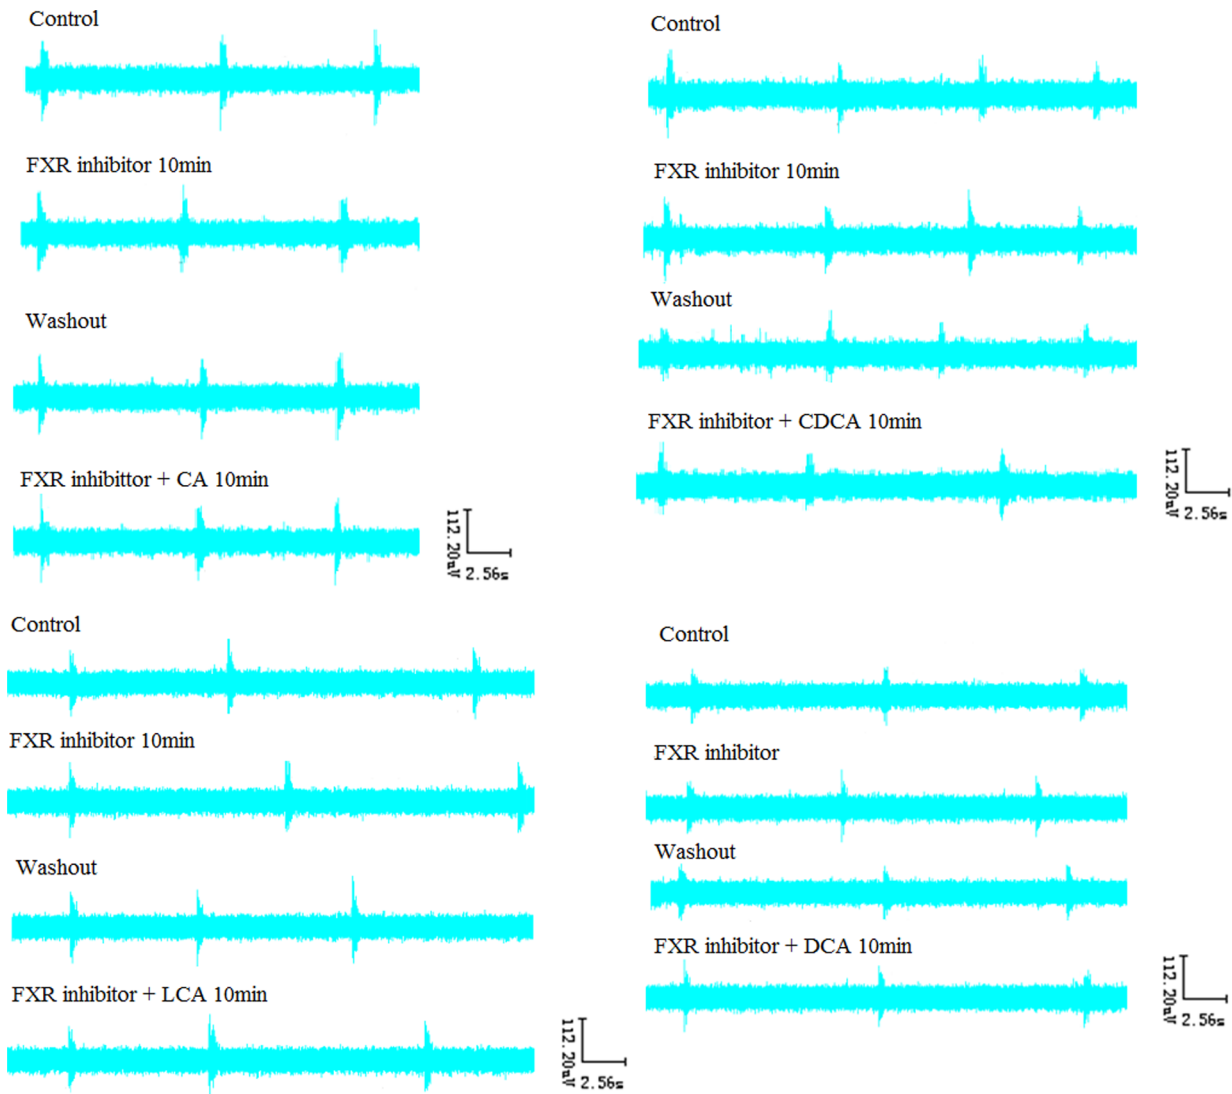 Control
FXR inhibitor 10min
Washout
FXR inhibittor + CA 10min
112.20uV
2.56s
Control
FXR inhibitor 10min
Washout
FXR inhibitor + CDCA 10min
112.20uV
2.56s
Control
FXR inhibitor 10min
Washout
FXR inhibitor + LCA 10min
112.20uV
2.56s
Control
FXR inhibitor
Washout
FXR inhibitor + DCA 10min
112.20uV
2.56s